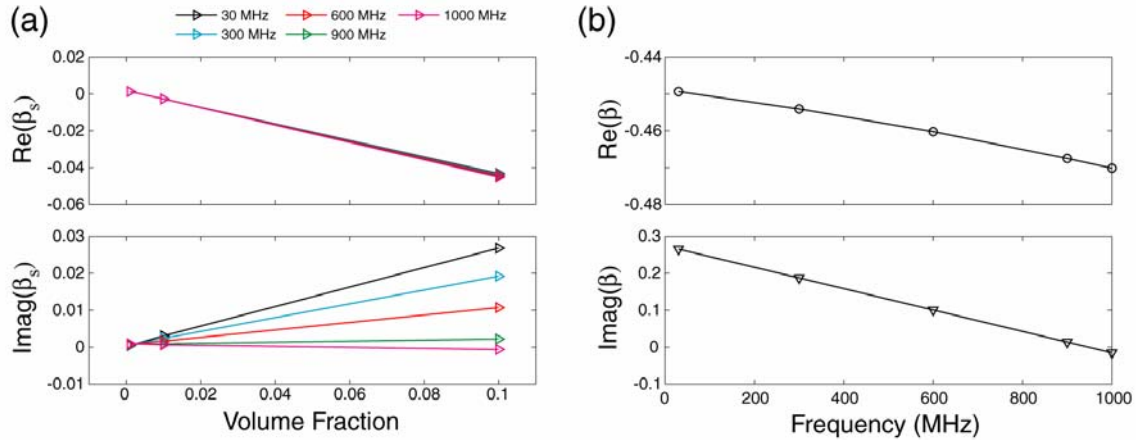 (a)
30 MHz 600 MHz 1000 MHz
300 MHz 900 MHz
0.02
0
-0.02
-0.04
-0.06
Re(βs)
0.03
0.02
0.01
0
-0.01
Imag(βs)
0 0.02 0.04 0.06 0.08 0.1
Volume Fraction
(b)
-0.44
-0.46
-0.48
Re(β)
0.3
0.2
0.1
0
-0.1
Imag(β)
0 200 400 600 800 1000
Frequency (MHz)